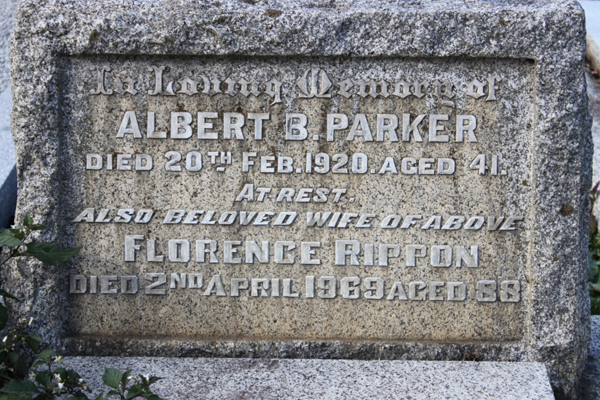 In Loving Memory of
ALBERT B. PARKER
DIED 20TH FEB. 1920. AGED 41.
AT REST.
ALSO BELOVED WIFE OF ABOVE
FLORENCE RIPPON
DIED 2ND APRIL 1969 AGED 88